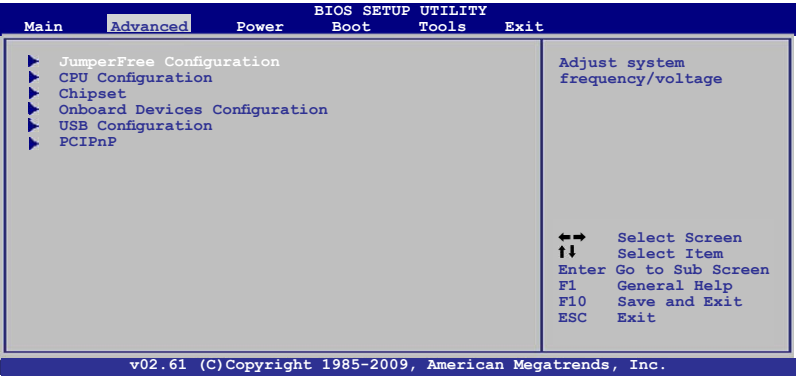 BIOS SETUP UTILITY
Main Advanced Power Boot Tools Exit
JumperFree Configuration
CPU Configuration
Chipset
Onboard Devices Configuration
USB Configuration
PCIPnP
Adjust system
frequency/voltage
←→ Select Screen
↑↓ Select Item
Enter Go to Sub Screen
F1 General Help
F10 Save and Exit
ESC Exit
v02.61 (C)Copyright 1985-2009, American Megatrends, Inc.